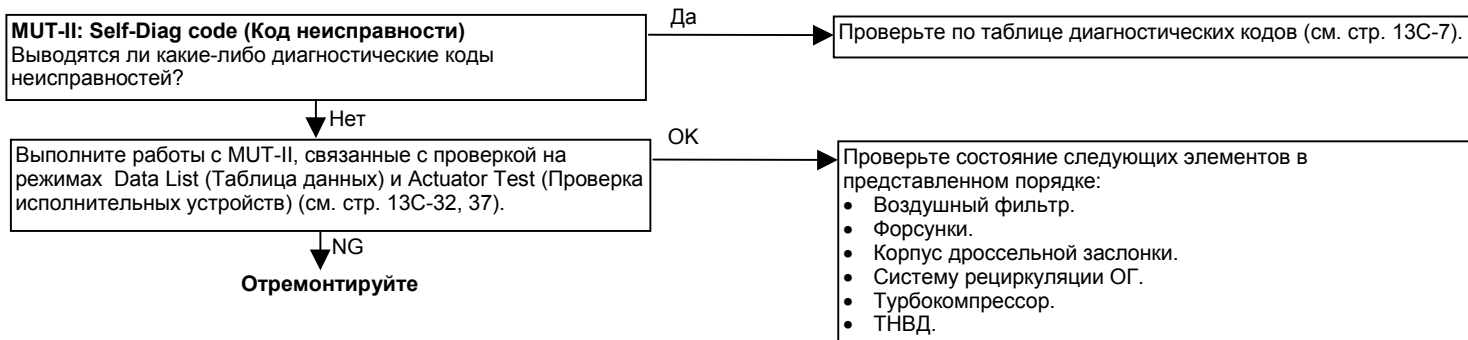 MUT-II: Self-Diag code (Код неисправности)
Выводятся ли какие-либо диагностические коды
неисправностей?
Да
Проверьте по таблице диагностических кодов (см. стр. 13C-7).
Нет
Выполните работы с MUT-II, связанные с проверкой на
режимах Data List (Таблица данных) и Actuator Test (Проверка
исполнительных устройств) (см. стр. 13C-32, 37).
OK
Проверьте состояние следующих элементов в
представленном порядке:
• Воздушный фильтр.
• Форсунки.
• Корпус дроссельной заслонки.
• Систему рециркуляции ОГ.
• Турбокомпрессор.
• ТНВД.
NG
Отремонтируйте